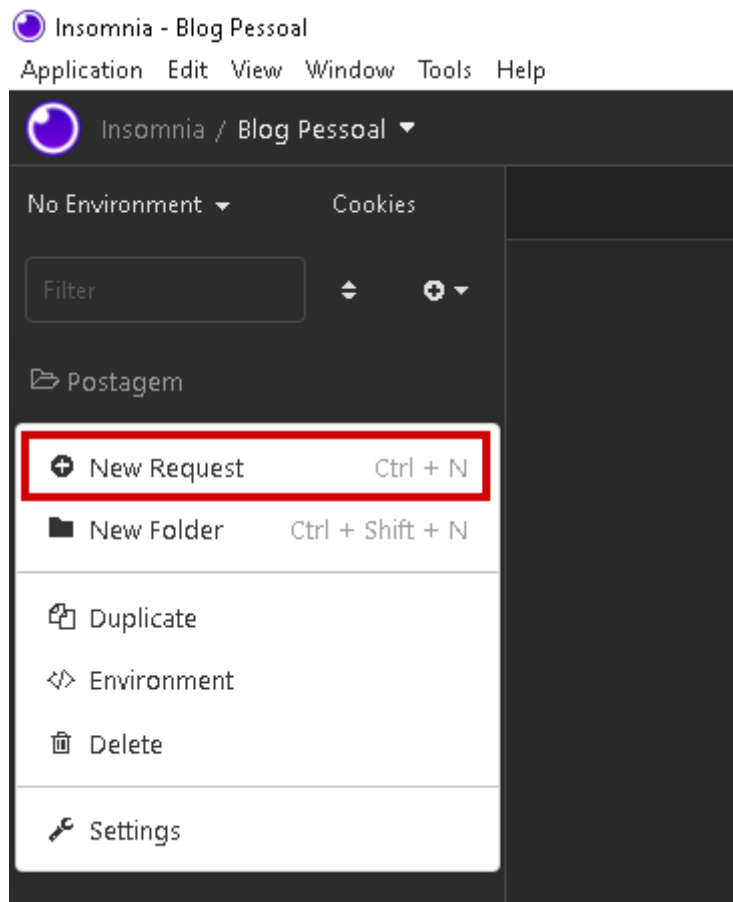 Insomnia - Blog Pessoal
Application Edit View Window Tools Help
Insomnia / Blog Pessoal
No Environment Cookies
Filter
Postagem
New Request Ctrl + N
New Folder Ctrl + Shift + N
Duplicate
Environment
Delete
Settings